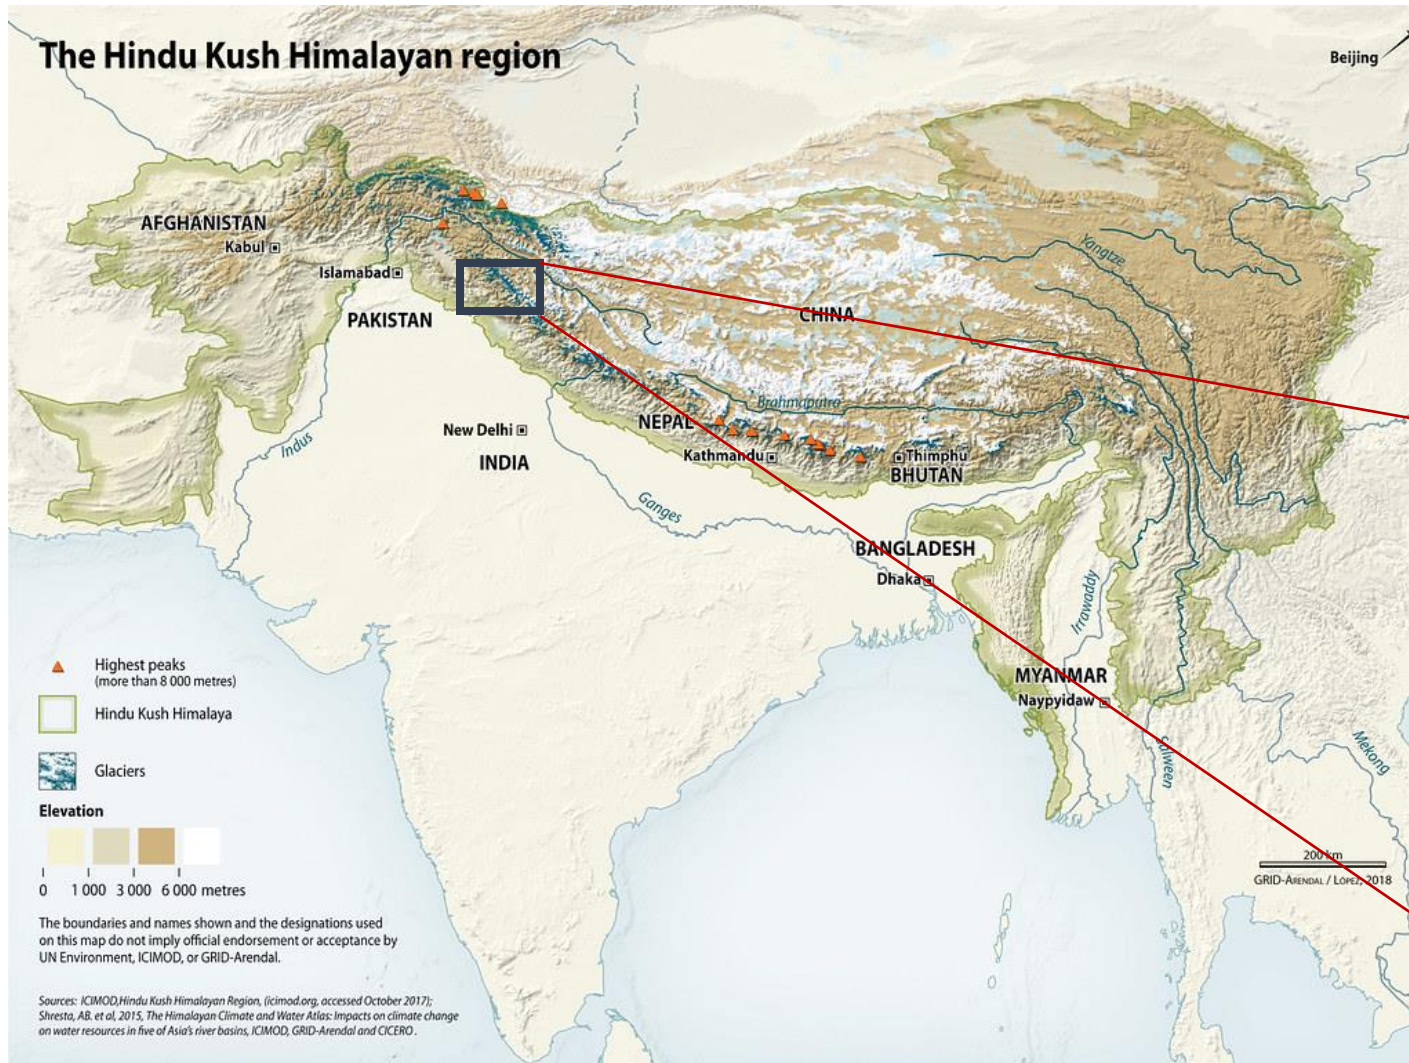 The Hindu Kush Himalayan region
Beijing
AFGHANISTAN
Kabul
Islamabad
PAKISTAN
Yangtze
CHINA
Indus
New Delhi
INDIA
NEPAL
Brahmaputra
Kathmandu
Thimphu
BHUTAN
Ganges
BANGLADESH
Dhaka
Irrawaddy
MYANMAR
Naypyidaw
Salween
Mekong
Highest peaks
(more than 8 000 metres)
Hindu Kush Himalaya
Glaciers
Elevation
0 1 000 3 000 6 000 metres
200 km
GRID-ARENDAL / LOPEZ, 2018
The boundaries and names shown and the designations used
on this map do not imply official endorsement or acceptance by
UN Environment, ICIMOD, or GRID-Arendal.
Sources: ICIMOD,Hindu Kush Himalayan Region, (icimod.org, accessed October 2017);
Shresta, AB. et al, 2015, The Himalayan Climate and Water Atlas: Impacts on climate change
on water resources in five of Asia's river basins, ICIMOD, GRID-Arendal and CICERO .